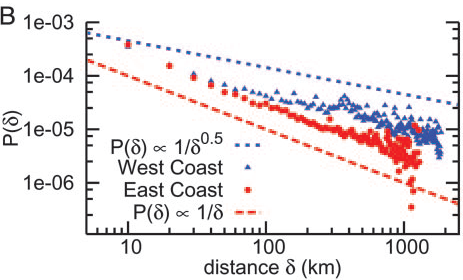 B
1e-03
1e-04
1e-05
1e-06
P(δ)
P(δ) ∝ 1/δ^0.5
West Coast
East Coast
P(δ) ∝ 1/δ
10
100
1000
distance δ (km)